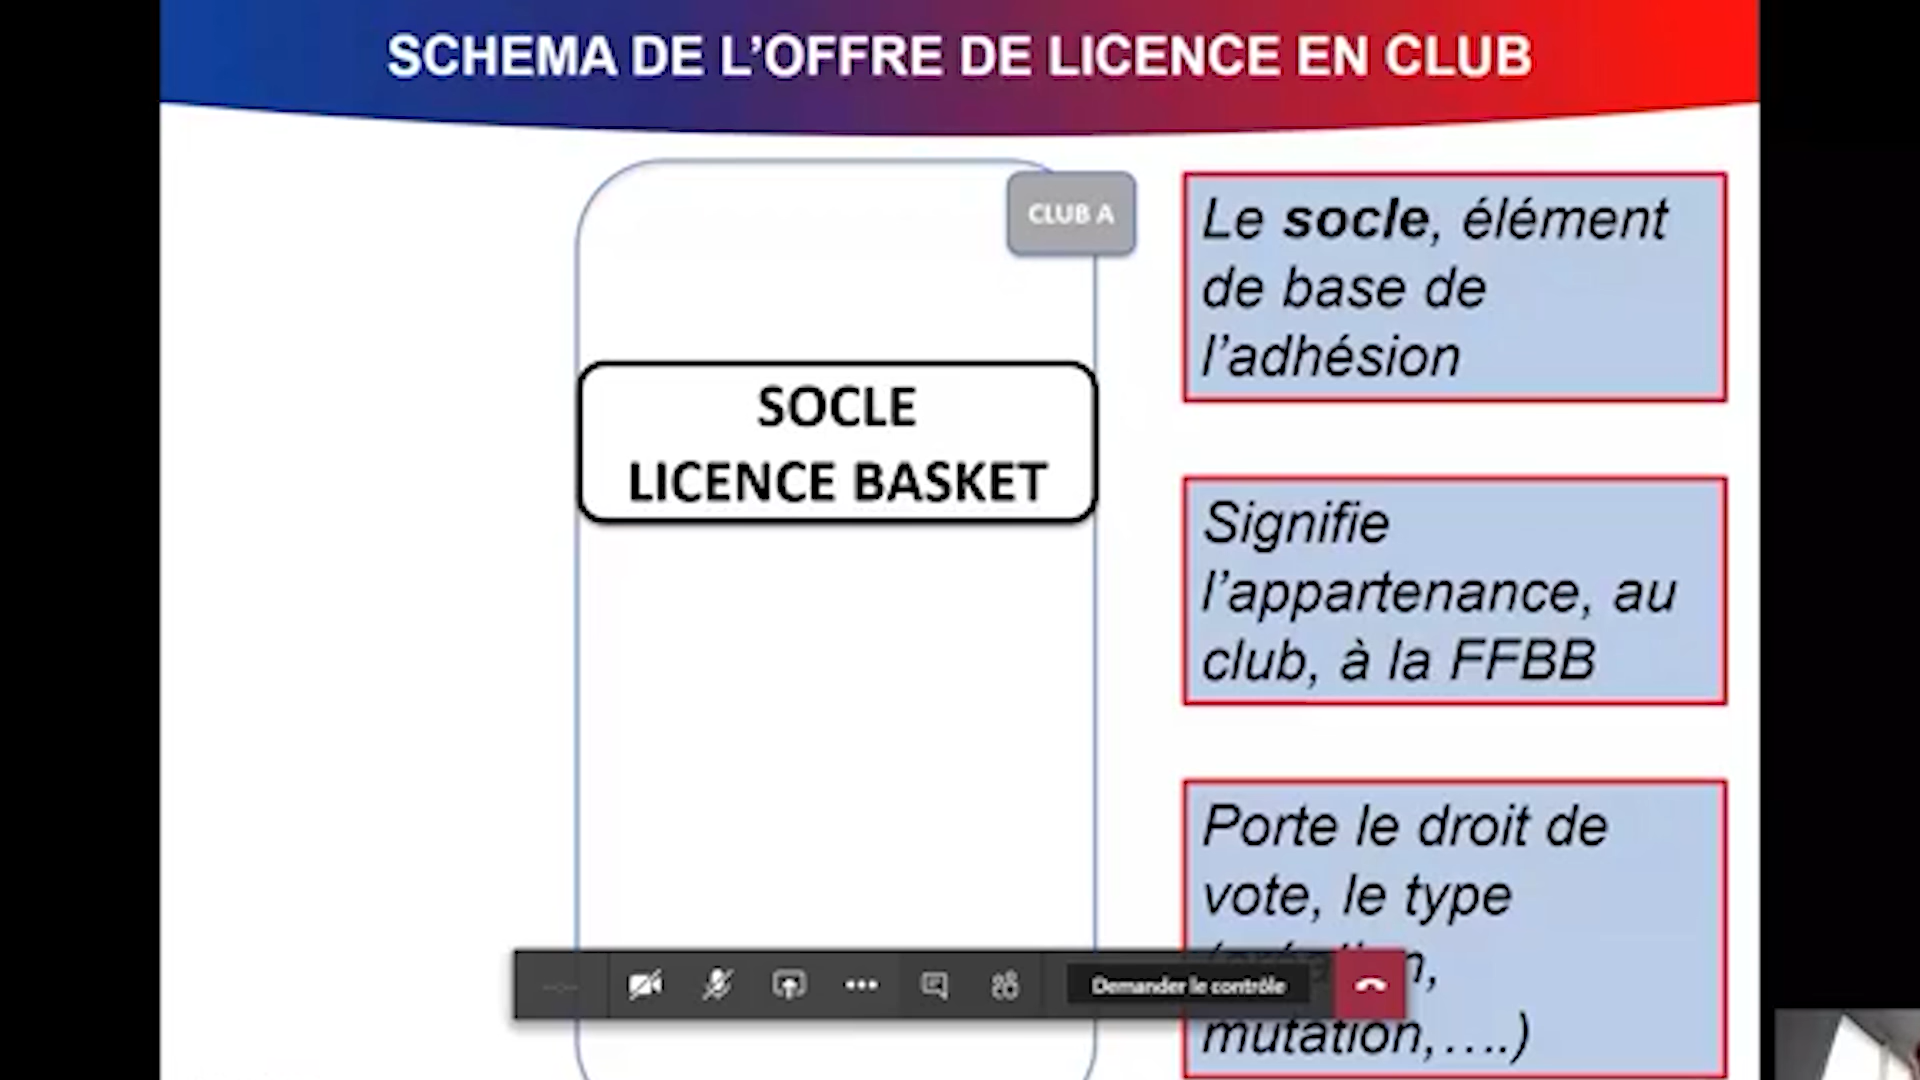 SCHEMA DE L’OFFRE DE LICENCE EN CLUB
CLUB A
SOCLE
LICENCE BASKET
Le socle, élément
de base de
l’adhésion
Signifie
l’appartenance, au
club, à la FFBB
Porte le droit de
vote, le type
mutation,….)
Demander le contrôle